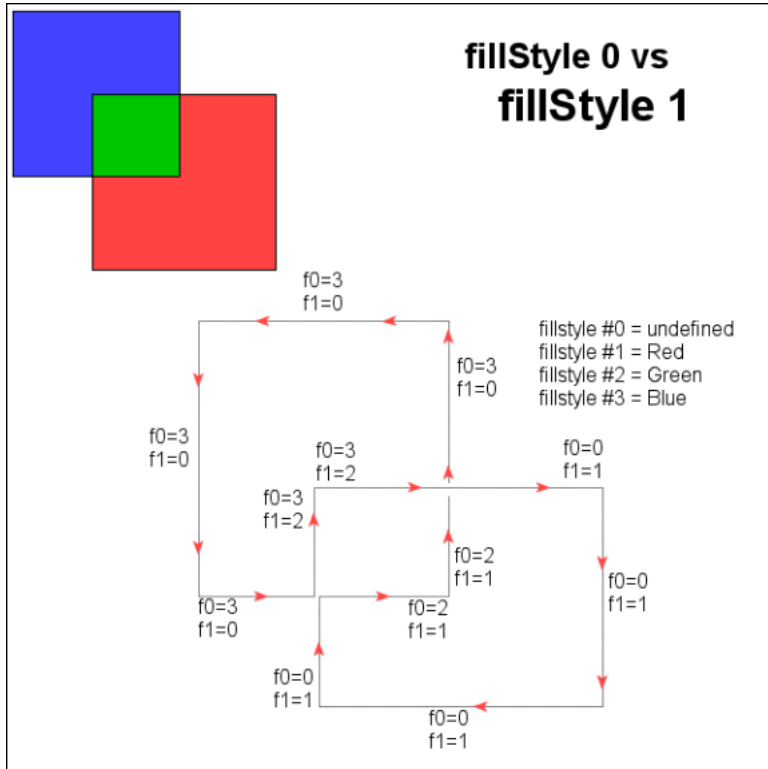 fillStyle 0 vs
fillStyle 1
f0=3
f1=0
fillstyle #0 = undefined
fillstyle #1 = Red
fillstyle #2 = Green
fillstyle #3 = Blue
f0=3
f1=0
f0=3
f1=0
f0=3
f1=2
f0=0
f1=1
f0=3
f1=2
f0=2
f1=1
f0=0
f1=1
f0=3
f1=0
f0=2
f1=1
f0=0
f1=1
f0=0
f1=1